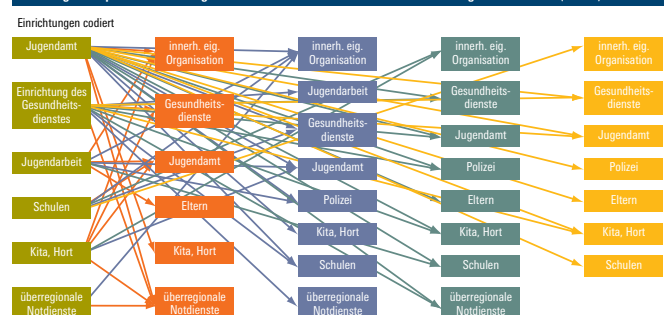 Einrichtungen codiert
Jugendamt
Einrichtung des
Gesundheits-
dienstes
Jugendarbeit
Schulen
Kita, Hort
überregionale
Notdienste
innerh. eig.
Organisation
Gesundheits-
dienste
Jugendamt
Eltern
Kita, Hort
überregionale
Notdienste
innerh. eig.
Organisation
Jugendarbeit
Gesundheits-
dienste
Jugendamt
Polizei
Kita, Hort
Schulen
überregionale
Notdienste
innerh. eig.
Organisation
Gesundheits-
dienste
Jugendamt
Polizei
Eltern
Kita, Hort
Schulen
überregionale
Notdienste
innerh. eig.
Organisation
Gesundheits-
dienste
Jugendamt
Polizei
Eltern
Kita, Hort
Schulen